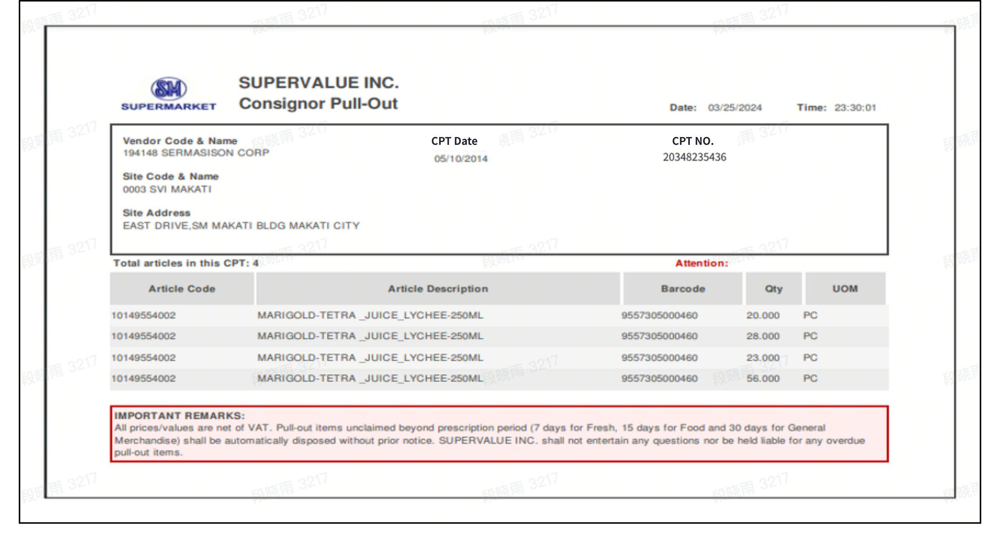 SM
SUPERMARKET
SUPERVALUE INC.
Consignor Pull-Out
Date: 03/25/2024 Time: 23:30:01
Vendor Code & Name
194148 SERMASISON CORP
CPT Date
05/10/2014
CPT NO.
20348235436
Site Code & Name
0003 SVI MAKATI
Site Address
EAST DRIVE,SM MAKATI BLDG MAKATI CITY
Total articles in this CPT: 4 Attention:
Article Code Article Description Barcode Qty UOM
10149554002 MARIGOLD-TETRA _JUICE_LYCHEE-250ML 9557305000460 20.000 PC
10149554002 MARIGOLD-TETRA _JUICE_LYCHEE-250ML 9557305000460 28.000 PC
10149554002 MARIGOLD-TETRA _JUICE_LYCHEE-250ML 9557305000460 23.000 PC
10149554002 MARIGOLD-TETRA _JUICE_LYCHEE-250ML 9557305000460 56.000 PC
IMPORTANT REMARKS:
All prices/values are net of VAT. Pull-out items unclaimed beyond prescription period (7 days for Fresh, 15 days for Food and 30 days for General
Merchandise) shall be automatically disposed without prior notice. SUPERVALUE INC. shall not entertain any questions nor be held liable for any overdue
pull-out items.
段晓雨 3217